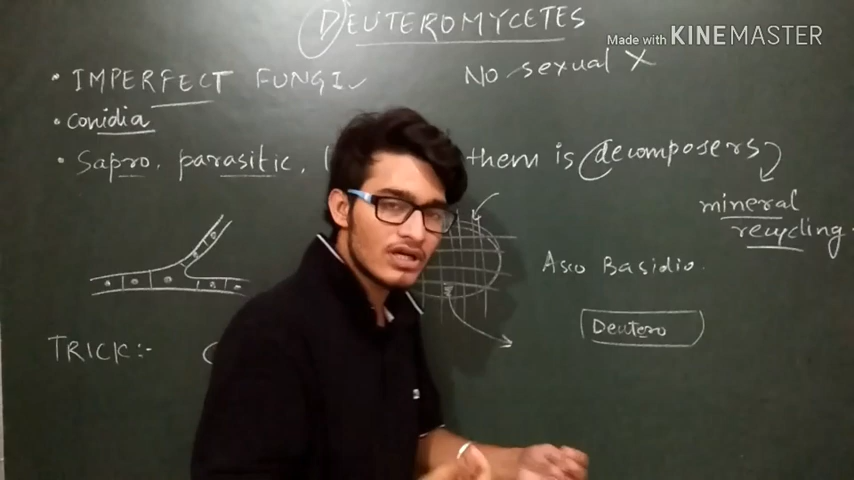 DEUTEROMYCETES
Made with KINEMASTER
• IMPERFECT FUNGI
No sexual X
• Conidia
• Sapro, parasitic, them is decomposers
mineral
recycling
Asco Basidio.
Deutero
TRICK:-